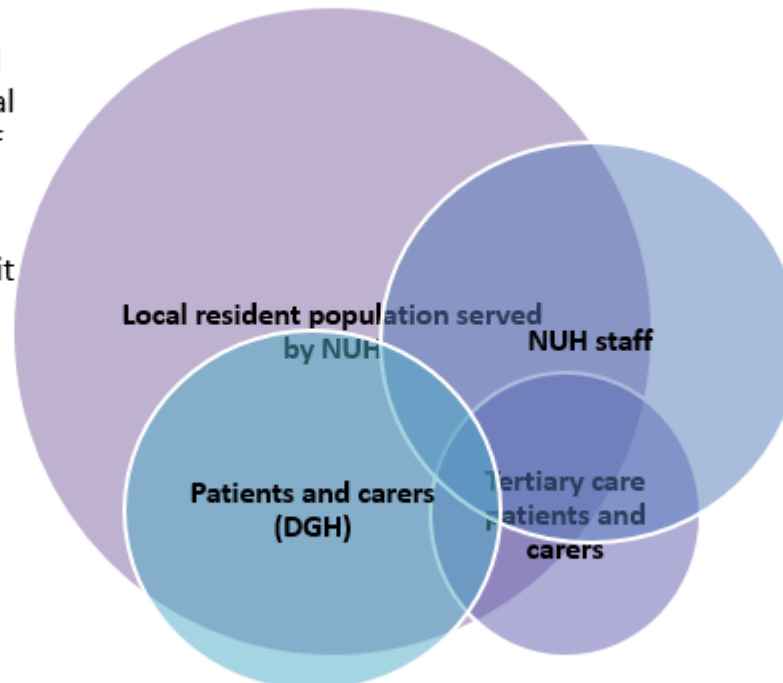 Local resident population served
by NUH
NUH staff
Patients and carers
(DGH)
Tertiary care
patients and
carers